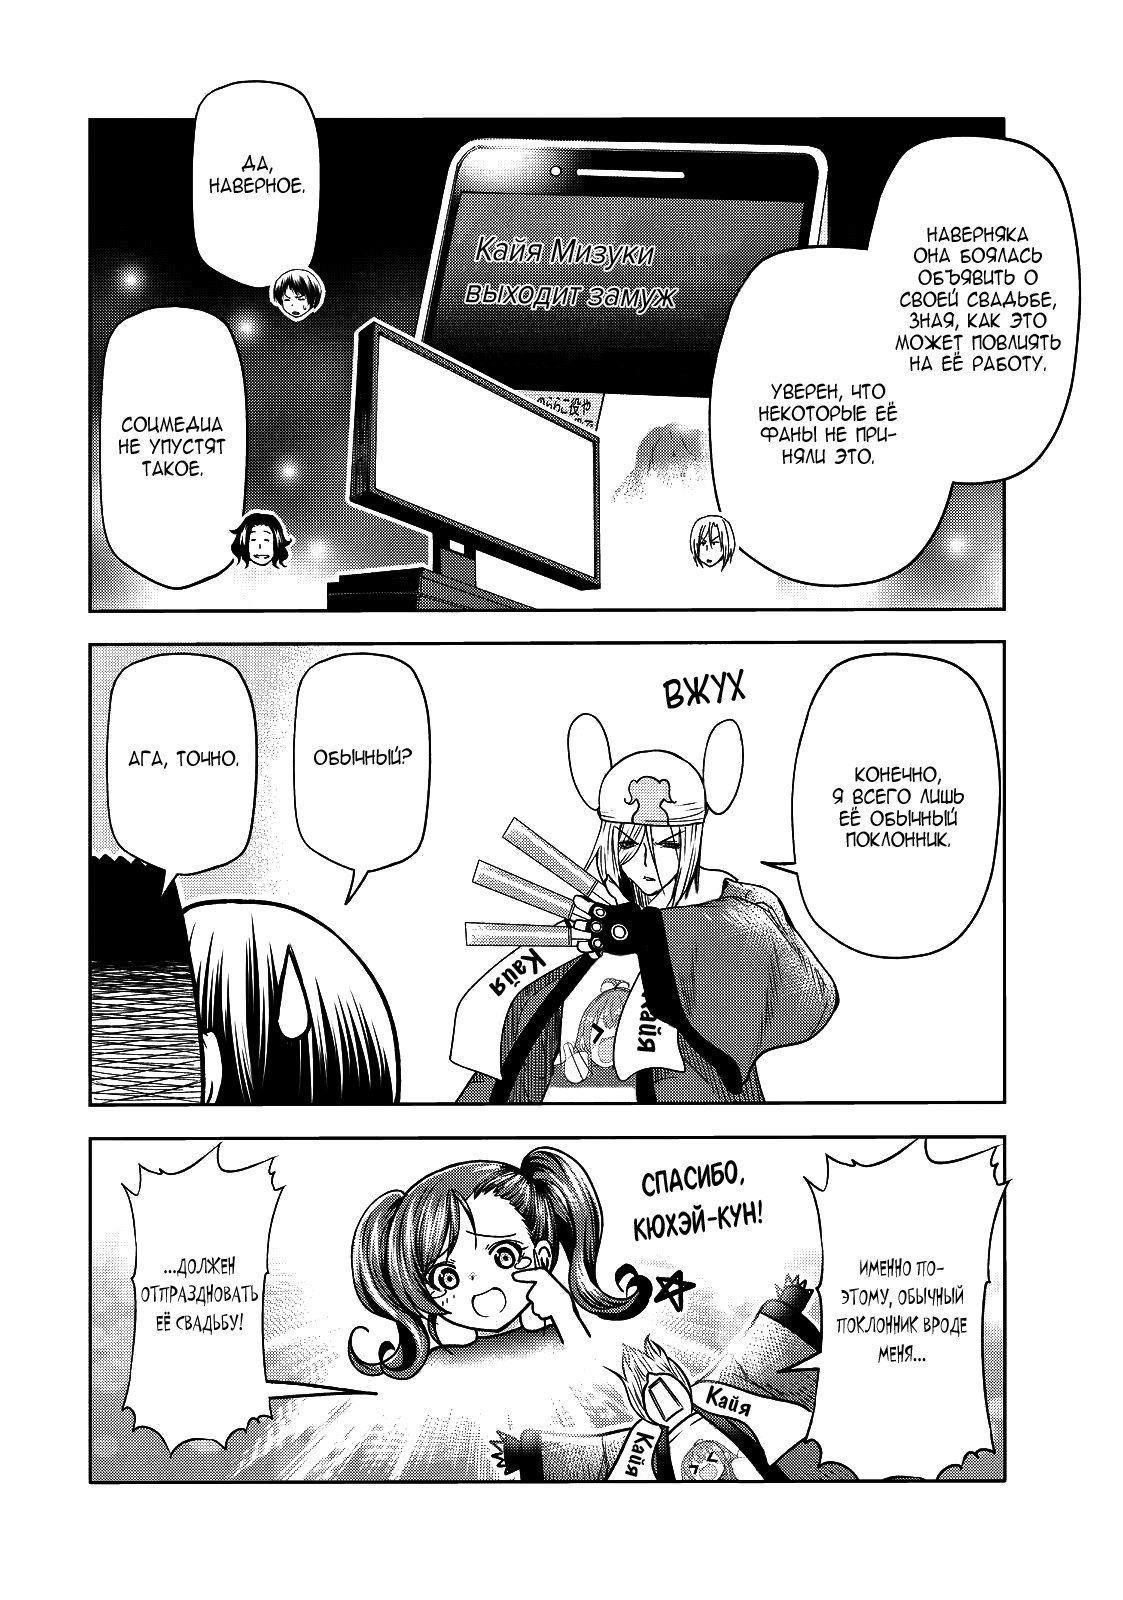 НАВЕРНЯКА
ОНА БОЯЛАСЬ
ОБЪЯВИТЬ О
СВОЕЙ СВАДЬБЕ,
ЗНАЯ, КАК ЭТО
МОЖЕТ ПОВЛИЯТЬ
НА ЕЁ РАБОТУ.
УВЕРЕН, ЧТО
НЕКОТОРЫЕ ЕЁ
ФАНЫ НЕ ПРИ-
НЯЛИ ЭТО.
Кайя Мизуки
выходит замуж
ДА,
НАВЕРНОЕ.
СОЦМЕДИА
НЕ УПУСТЯТ
ТАКОЕ.
КОНЕЧНО,
Я ВСЕГО ЛИШЬ
ЕЁ ОБЫЧНЫЙ
ПОКЛОННИК.
ВЖУХ
Кайя
Кайя
ОБЫЧНЫЙ?
АГА, ТОЧНО.
ИМЕННО ПО-
ЭТОМУ, ОБЫЧНЫЙ
ПОКЛОННИК ВРОДЕ
МЕНЯ...
СПАСИБО,
КЮХЭЙ-КУН!
Кайя
Кайя
...ДОЛЖЕН
ОТПРАЗДНОВАТЬ
ЕЁ СВАДЬБУ!